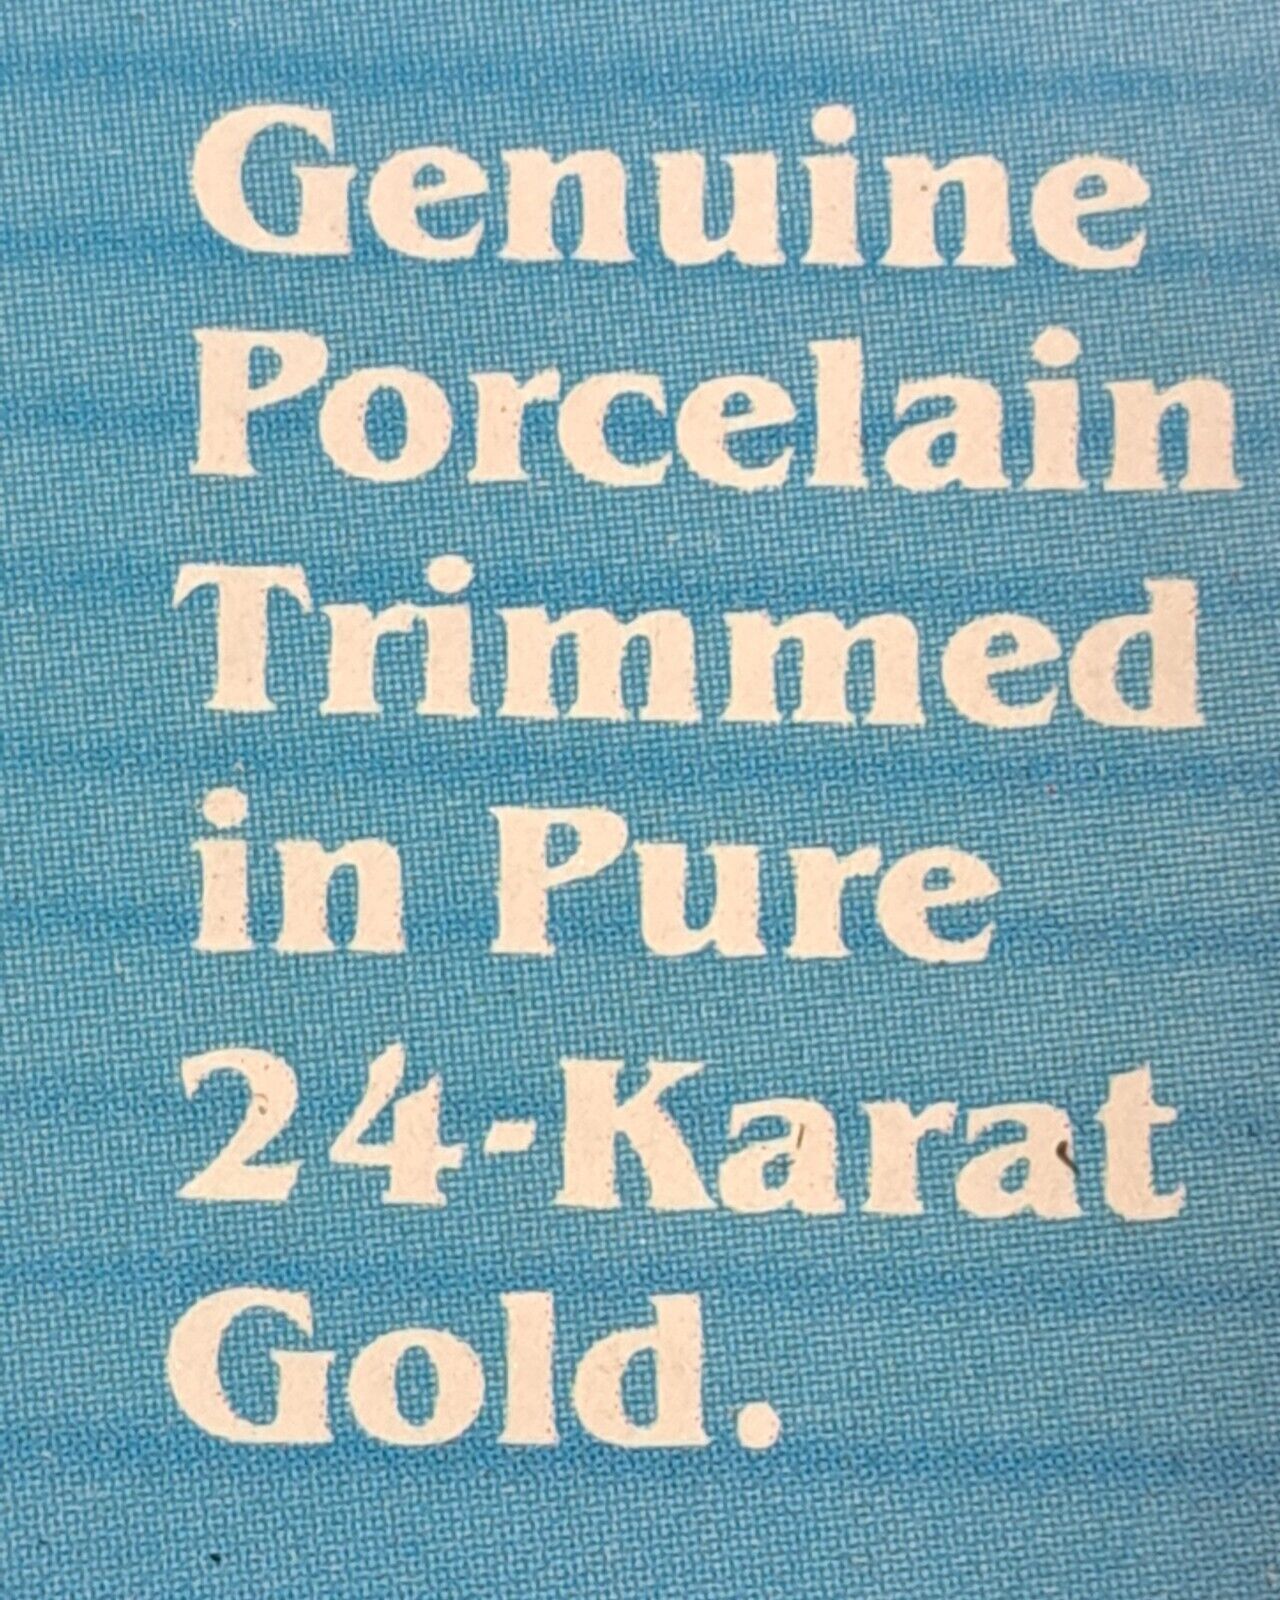 Genuine
Porcelain
Trimmed
in Pure
24-Karat
Gold.